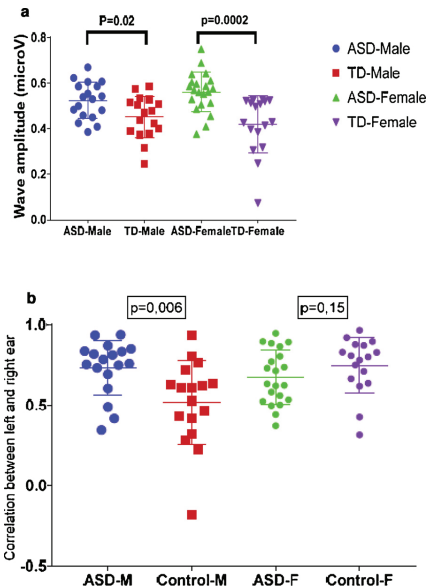 a
P=0.02
p=0.0002
Wave amplitude (microV)
0.8
0.6
0.4
0.2
0.0
ASD-Male
TD-Male
ASD-Female
TD-Female
ASD-Male
TD-Male
ASD-Female
TD-Female
b
p=0,006
p=0,15
Correlation between left and right ear
1.0
0.5
0.0
-0.5
ASD-M
Control-M
ASD-F
Control-F